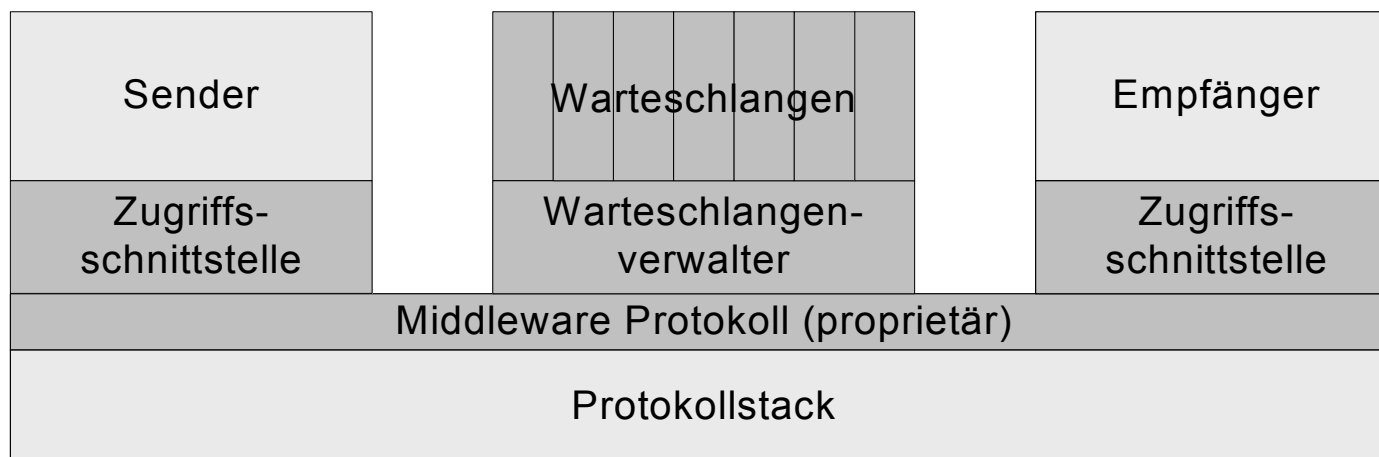 Sender
Warteschlangen
Empfänger
Zugriffs-
schnittstelle
Warteschlangen-
verwalter
Zugriffs-
schnittstelle
Middleware Protokoll (proprietär)
Protokollstack